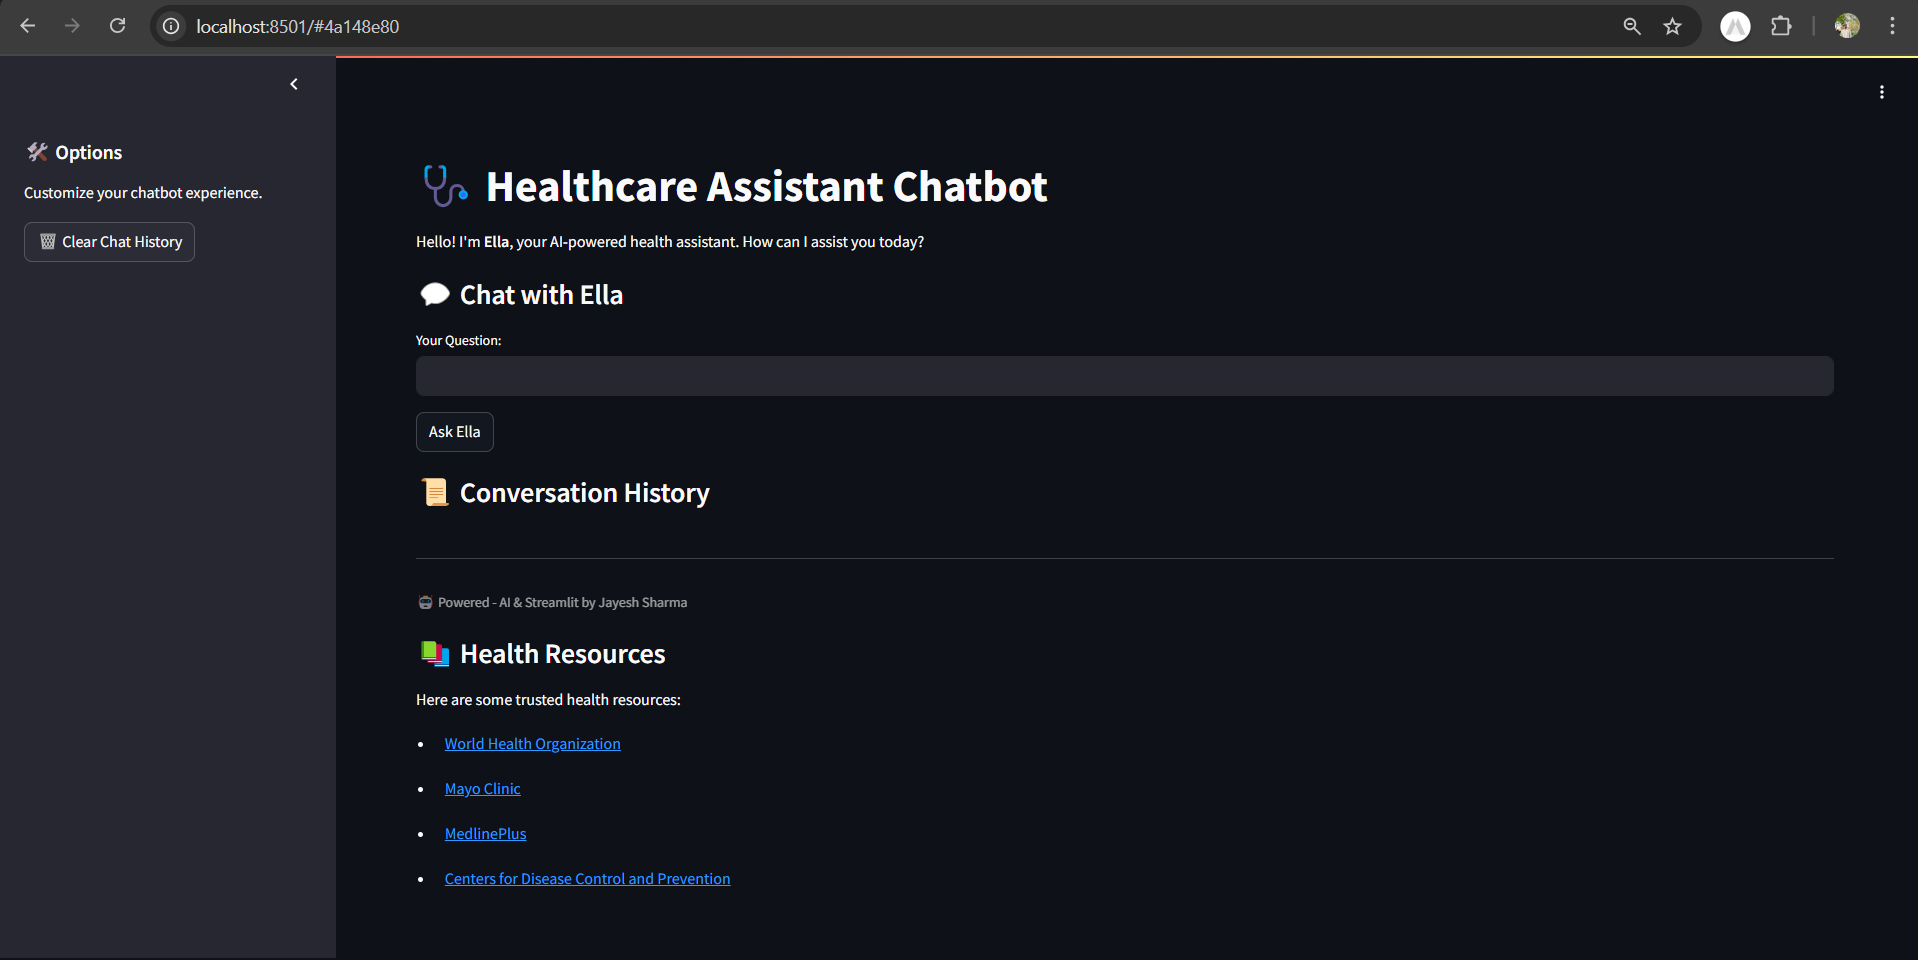 localhost:8501/#4a148e80
🛠️ Options
Customize your chatbot experience.
🗑️ Clear Chat History
🩺 Healthcare Assistant Chatbot
Hello! I'm Ella, your AI-powered health assistant. How can I assist you today?
💬 Chat with Ella
Your Question:
Ask Ella
📜 Conversation History
🤖 Powered - AI & Streamlit by Jayesh Sharma
📚 Health Resources
Here are some trusted health resources:
• World Health Organization
• Mayo Clinic
• MedlinePlus
• Centers for Disease Control and Prevention